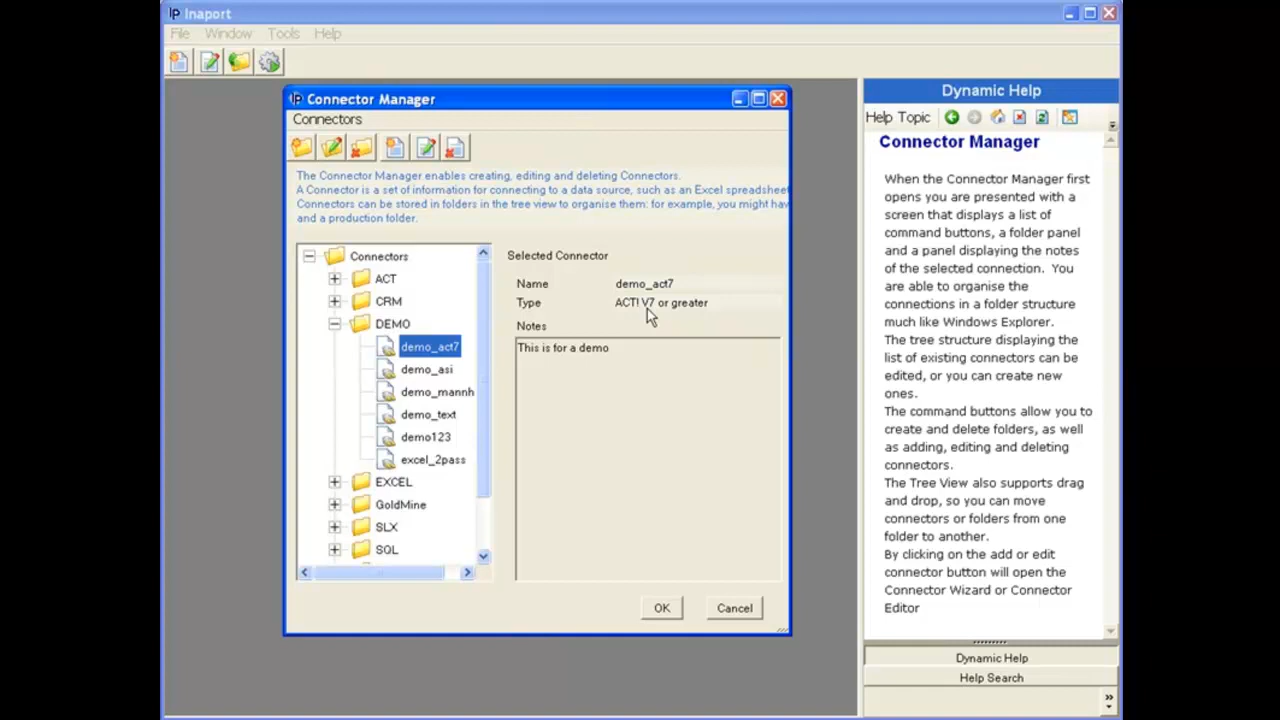 Inaport
File Window Tools Help
Connector Manager
Connectors
The Connector Manager enables creating, editing and deleting Connectors.
A Connector is a set of information for connecting to a data source, such as an Excel spreadsheet
Connectors can be stored in folders in the tree view to organise them: for example, you might hav
and a production folder.
Connectors
ACT
CRM
DEMO
demo_act7
demo_asi
demo_mannh
demo_text
demo123
excel_2pass
EXCEL
GoldMine
SLX
SQL
Selected Connector
Name demo_act7
Type ACT! V7 or greater
Notes
This is for a demo
OK Cancel
Dynamic Help
Help Topic
Connector Manager
When the Connector Manager first
opens you are presented with a
screen that displays a list of
command buttons, a folder panel
and a panel displaying the notes
of the selected connection. You
are able to organise the
connections in a folder structure
much like Windows Explorer.
The tree structure displaying the
list of existing connectors can be
edited, or you can create new
ones.
The command buttons allow you to
create and delete folders, as well
as adding, editing and deleting
connectors.
The Tree View also supports drag
and drop, so you can move
connectors or folders from one
folder to another.
By clicking on the add or edit
connector button will open the
Connector Wizard or Connector
Editor
Dynamic Help
Help Search